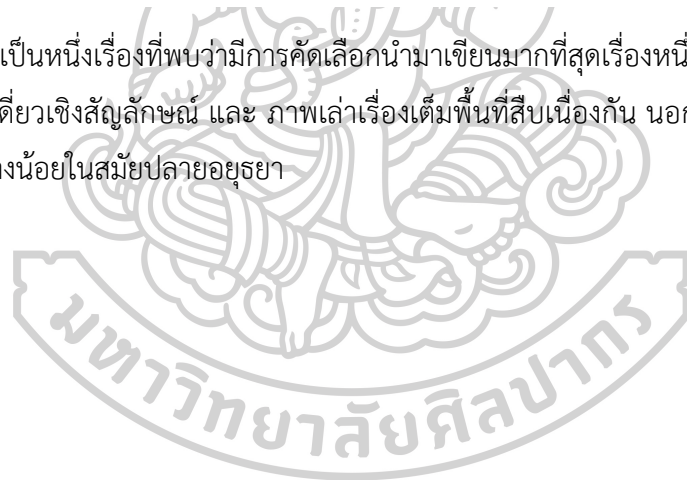 เป็นหนึ่งเรื่องที่พบว่ามีการคัดเลือกนำมาเขียนมากที่สุดเรื่องหนึ่
ดี่ยวเชิงสัญลักษณ์ และ ภาพเล่าเรื่องเต็มพื้นที่สืบเนื่องกัน นอก
งน้อยในสมัยปลายอยุธยา
มหาวิทยาลัยศิลปากร